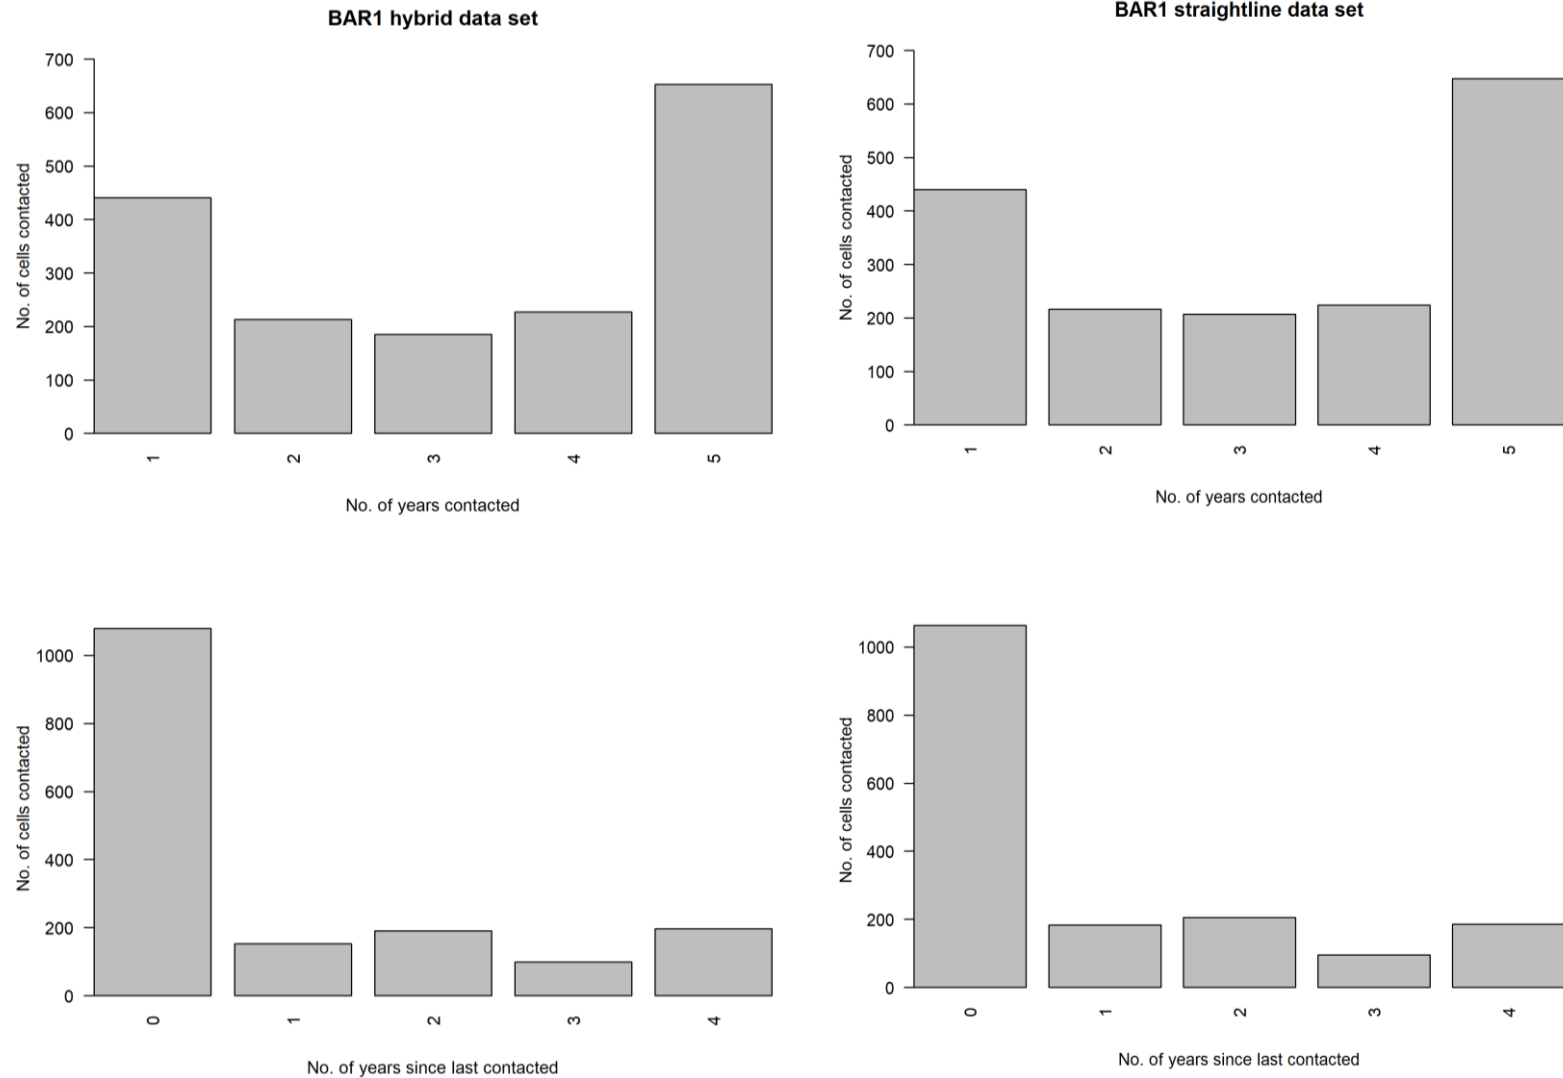 BAR1 hybrid data set
700
600
500
400
300
200
100
0
No. of cells contacted
1 2 3 4 5
No. of years contacted
BAR1 straightline data set
700
600
500
400
300
200
100
0
No. of cells contacted
1 2 3 4 5
No. of years contacted
1000
800
600
400
200
0
No. of cells contacted
0 1 2 3 4
No. of years since last contacted
1000
800
600
400
200
0
No. of cells contacted
0 1 2 3 4
No. of years since last contacted